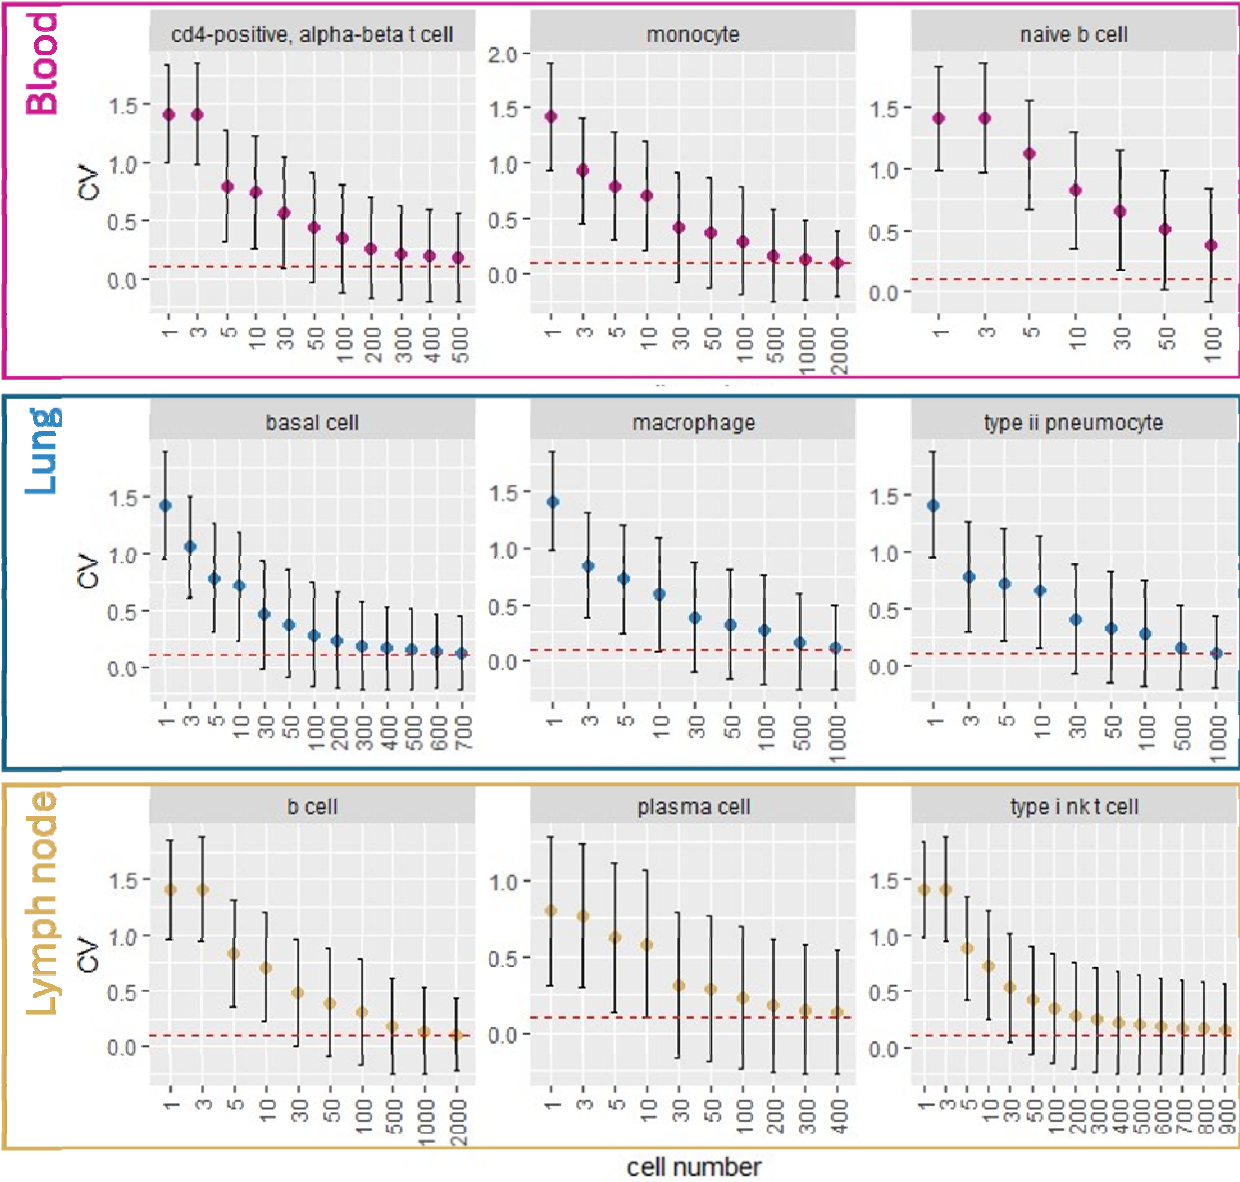 Blood
cd4-positive, alpha-beta t cell
CV
1.5
1.0
0.5
0.0
1 3 5 10 30 50 100 200 300 400 500
monocyte
2.0
1.5
1.0
0.5
0.0
1 3 5 10 30 50 100 500 1000 2000
naive b cell
1.5
1.0
0.5
0.0
1 3 5 10 30 50 100
Lung
basal cell
CV
1.5
1.0
0.5
0.0
1 3 5 10 30 50 100 200 300 400 500 600 700
macrophage
1.5
1.0
0.5
0.0
1 3 5 10 30 50 100 500 1000
type ii pneumocyte
1.5
1.0
0.5
0.0
1 3 5 10 30 50 100 500 1000
Lymph node
b cell
CV
1.5
1.0
0.5
0.0
1 3 5 10 30 50 100 500 1000 2000
plasma cell
1.0
0.5
0.0
1 3 5 10 30 50 100 200 300 400
type i nk t cell
1.5
1.0
0.5
0.0
1 3 5 10 30 50 100 200 300 400 500 600 700 800 900
cell number